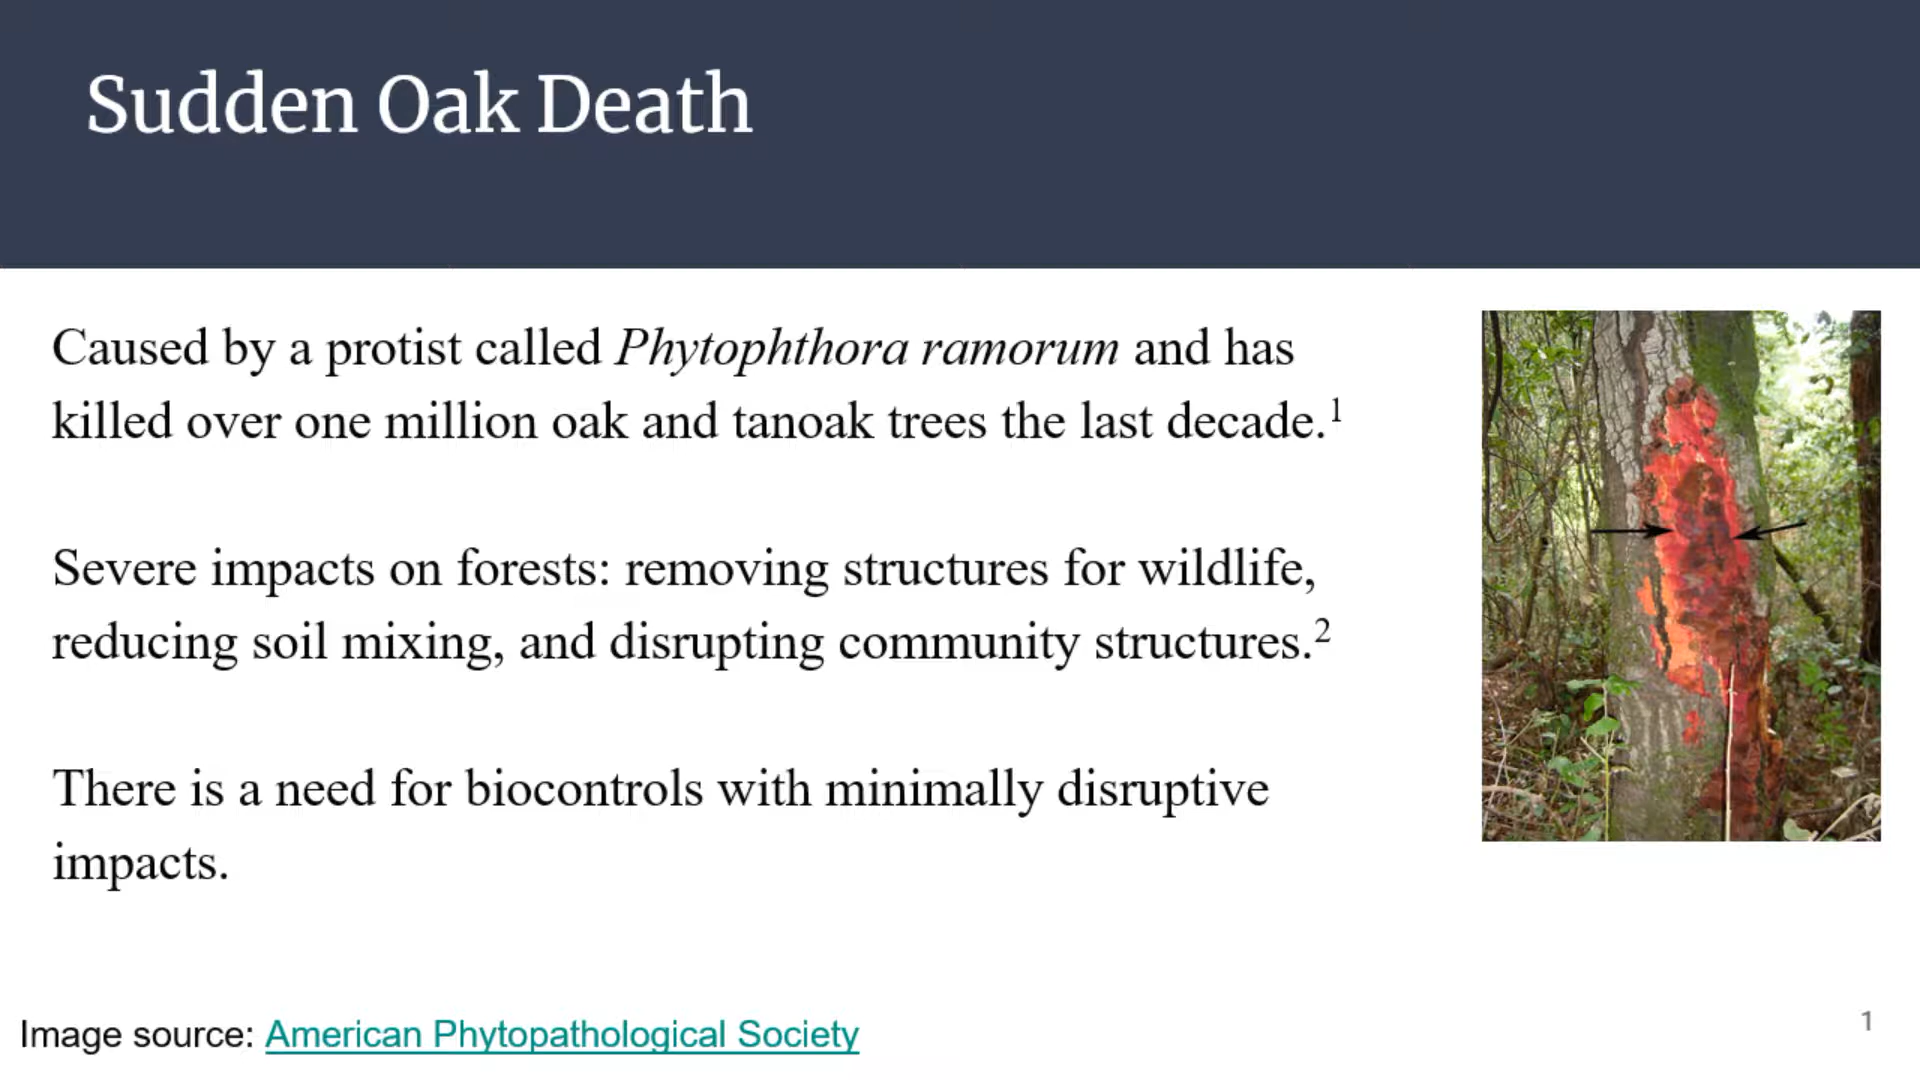 Sudden Oak Death
Caused by a protist called Phytophthora ramorum and has
killed over one million oak and tanoak trees the last decade.1
Severe impacts on forests: removing structures for wildlife,
reducing soil mixing, and disrupting community structures.2
There is a need for biocontrols with minimally disruptive
impacts.
Image source: American Phytopathological Society
1